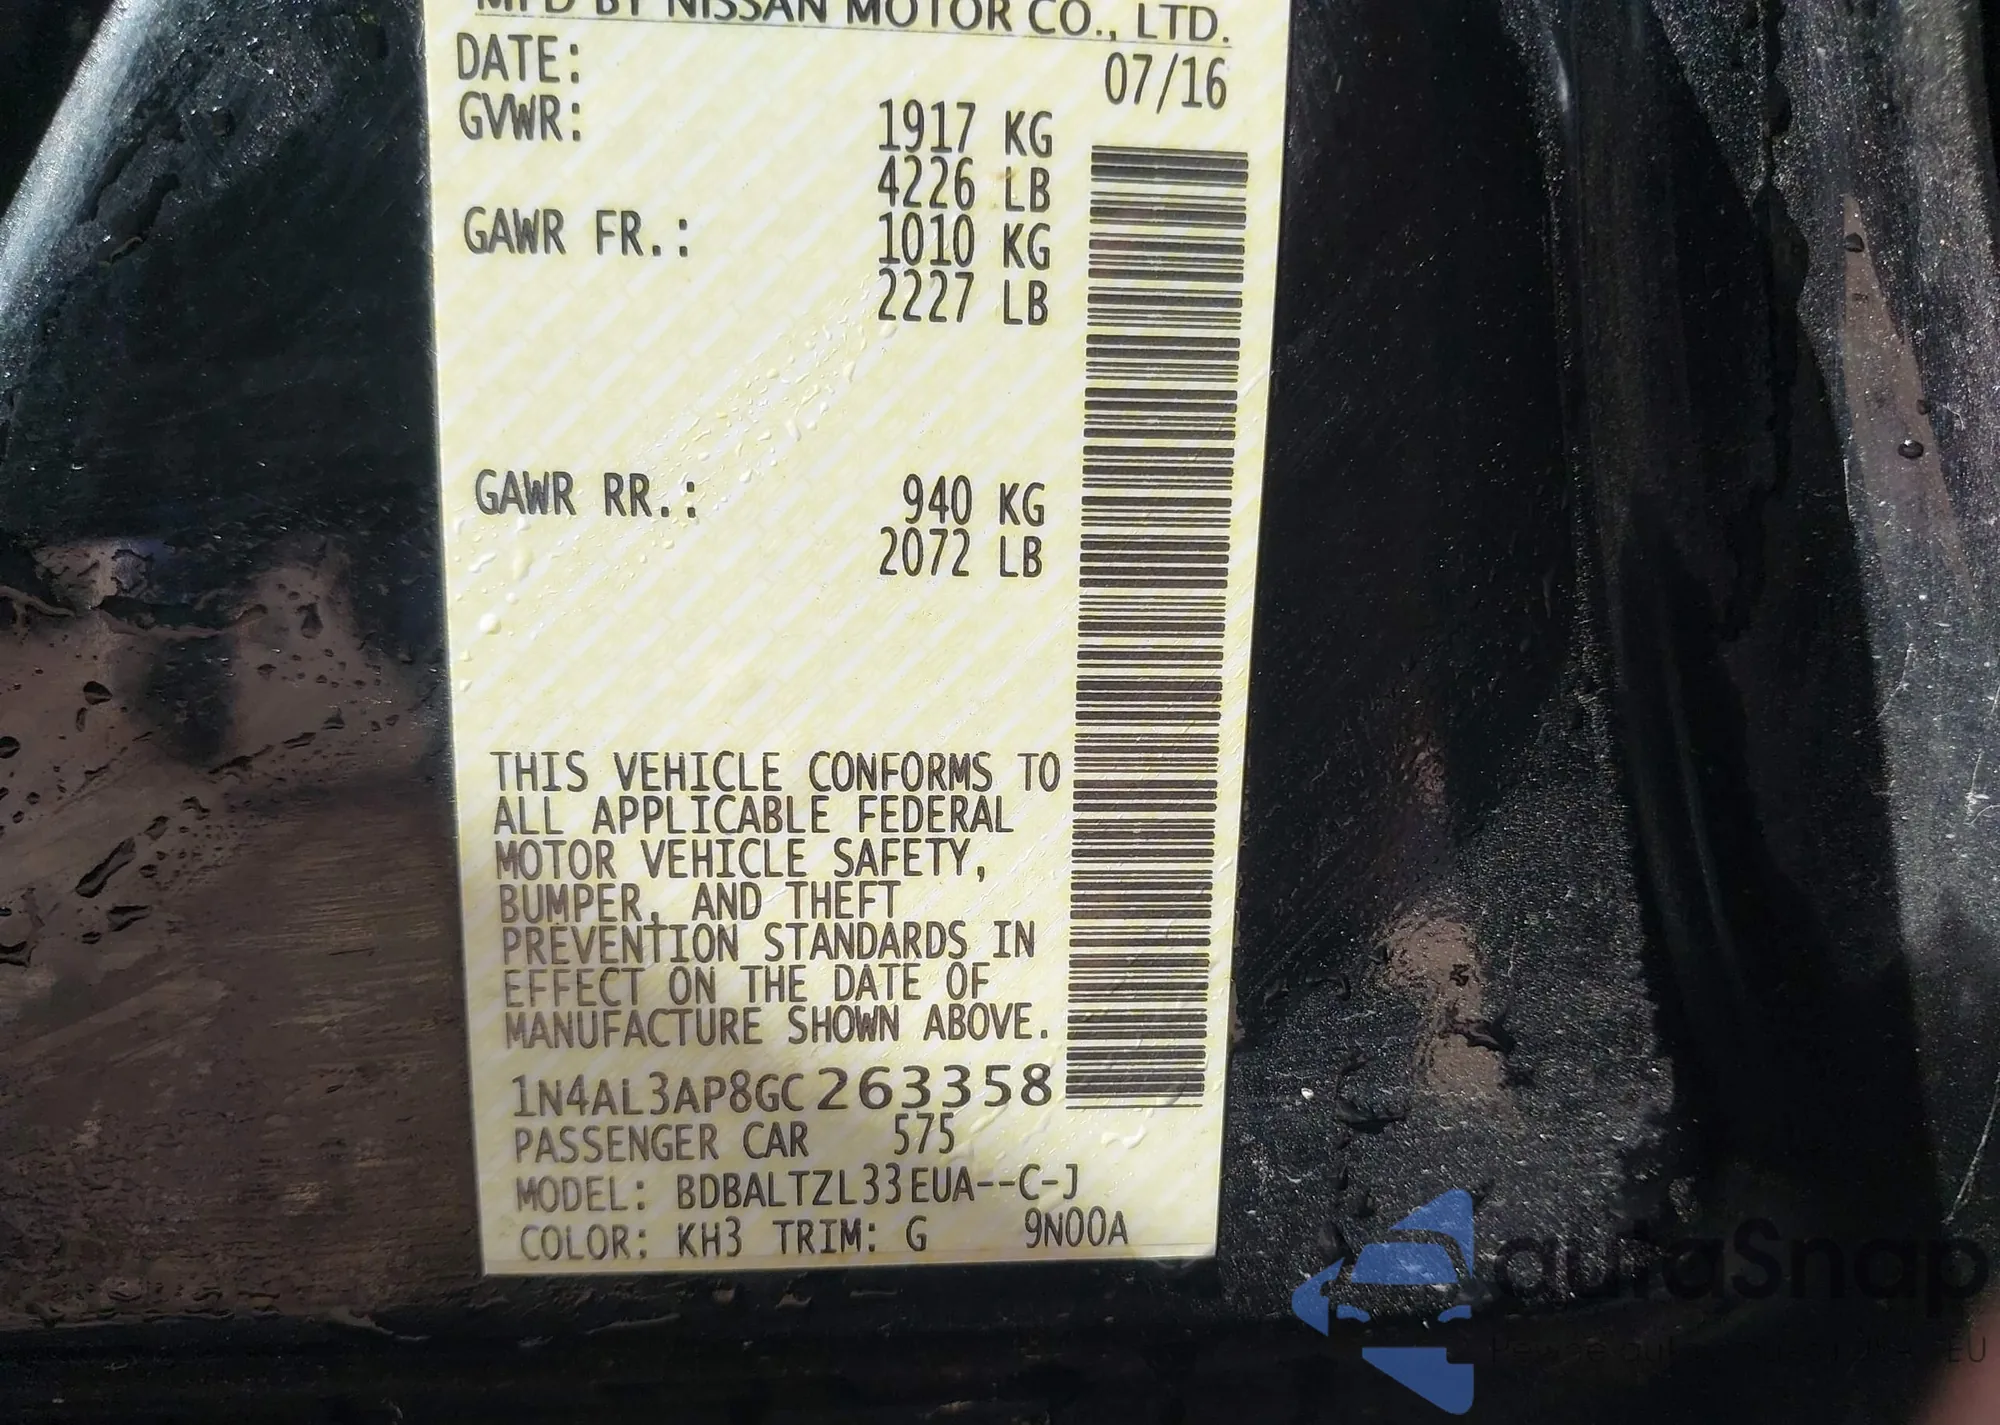 MFD BY NISSAN MOTOR CO., LTD.
DATE: 07/16
GVWR: 1917 KG
4226 LB
GAWR FR.: 1010 KG
2227 LB
GAWR RR.: 940 KG
2072 LB
THIS VEHICLE CONFORMS TO
ALL APPLICABLE FEDERAL
MOTOR VEHICLE SAFETY,
BUMPER, AND THEFT
PREVENTION STANDARDS IN
EFFECT ON THE DATE OF
MANUFACTURE SHOWN ABOVE.
1N4AL3AP8GC263358
PASSENGER CAR 575
MODEL: BDBALTZL33EUA--C-J
COLOR: KH3 TRIM: G 9N00A
autaSnap
EU